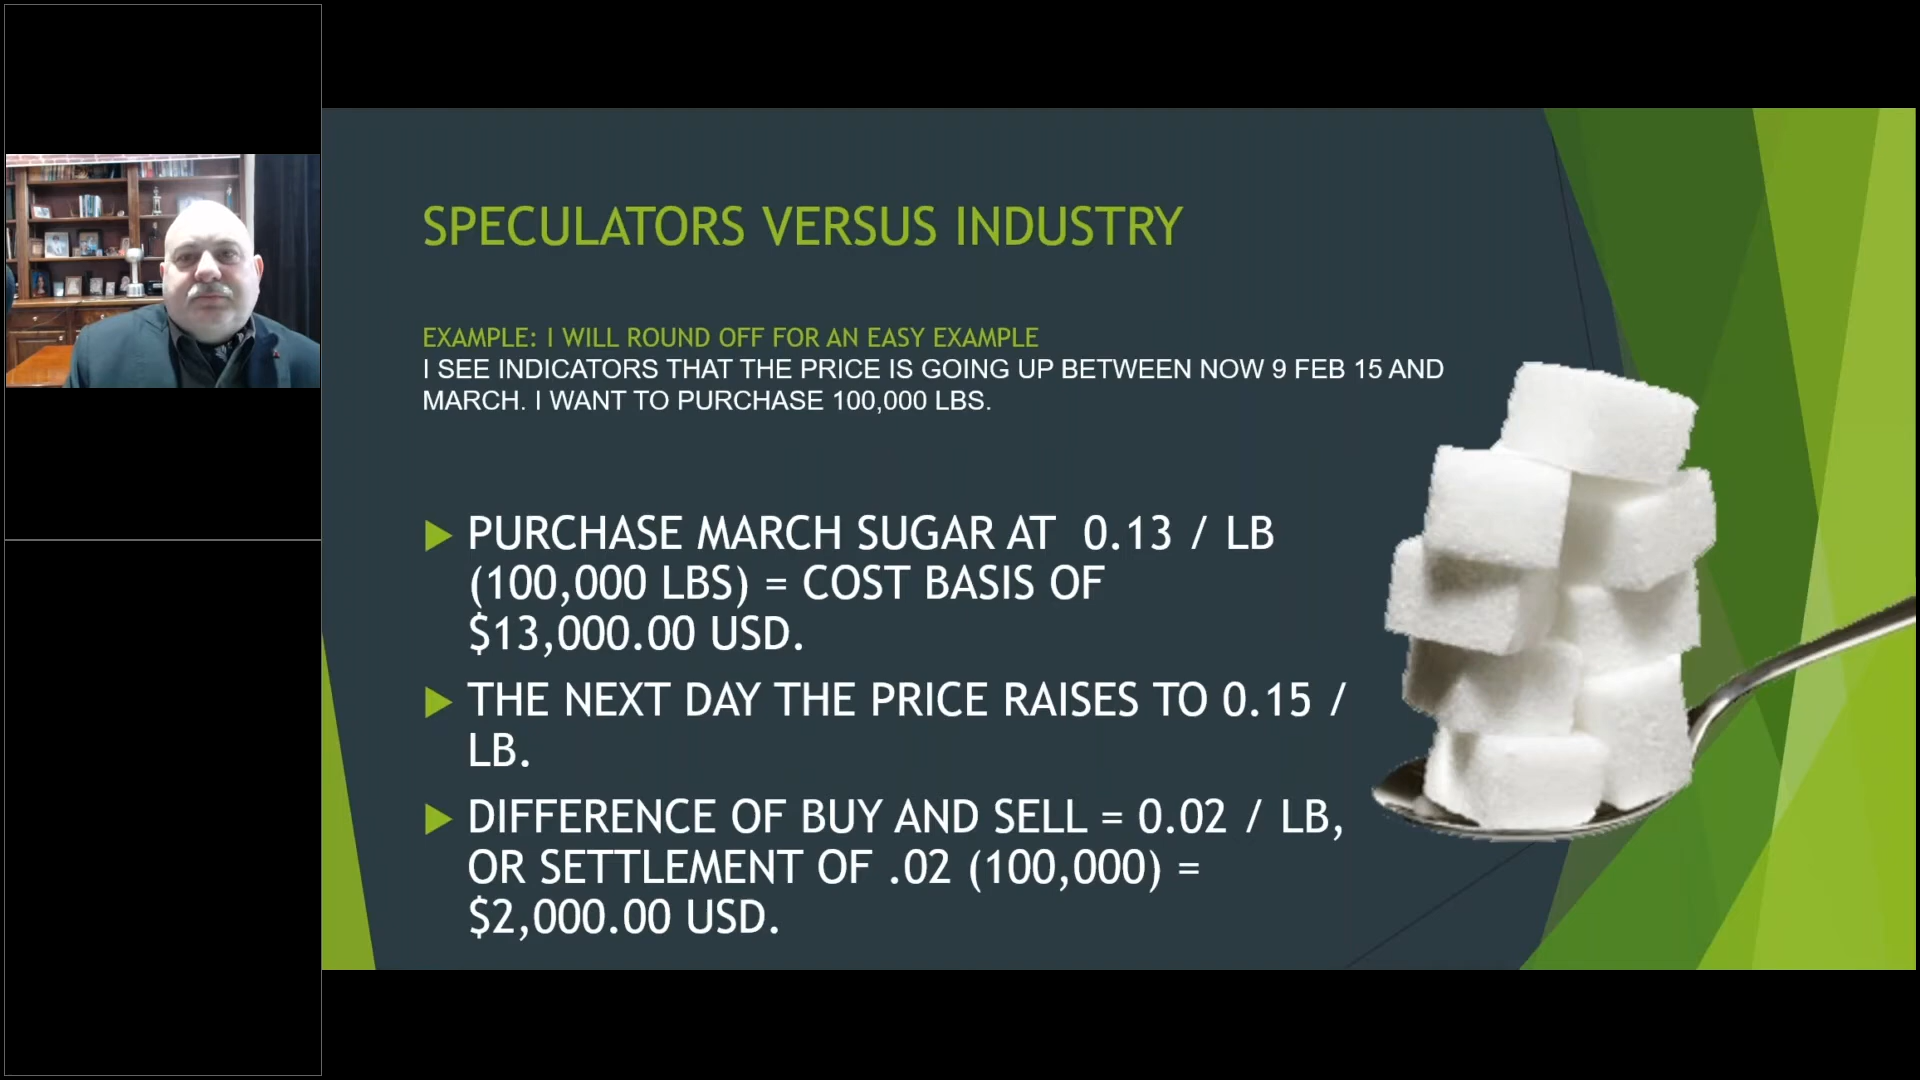 SPECULATORS VERSUS INDUSTRY
EXAMPLE: I WILL ROUND OFF FOR AN EASY EXAMPLE
I SEE INDICATORS THAT THE PRICE IS GOING UP BETWEEN NOW 9 FEB 15 AND
MARCH. I WANT TO PURCHASE 100,000 LBS.
PURCHASE MARCH SUGAR AT 0.13 / LB
(100,000 LBS) = COST BASIS OF
$13,000.00 USD.
THE NEXT DAY THE PRICE RAISES TO 0.15 /
LB.
DIFFERENCE OF BUY AND SELL = 0.02 / LB,
OR SETTLEMENT OF .02 (100,000) =
$2,000.00 USD.